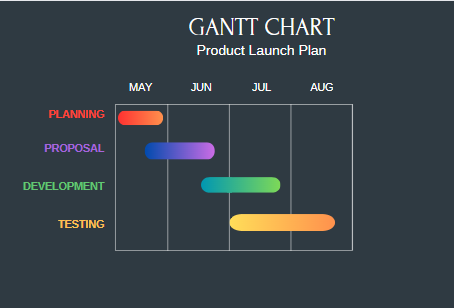 GANTT CHART
Product Launch Plan
MAY JUN JUL AUG
PLANNING
PROPOSAL
DEVELOPMENT
TESTING